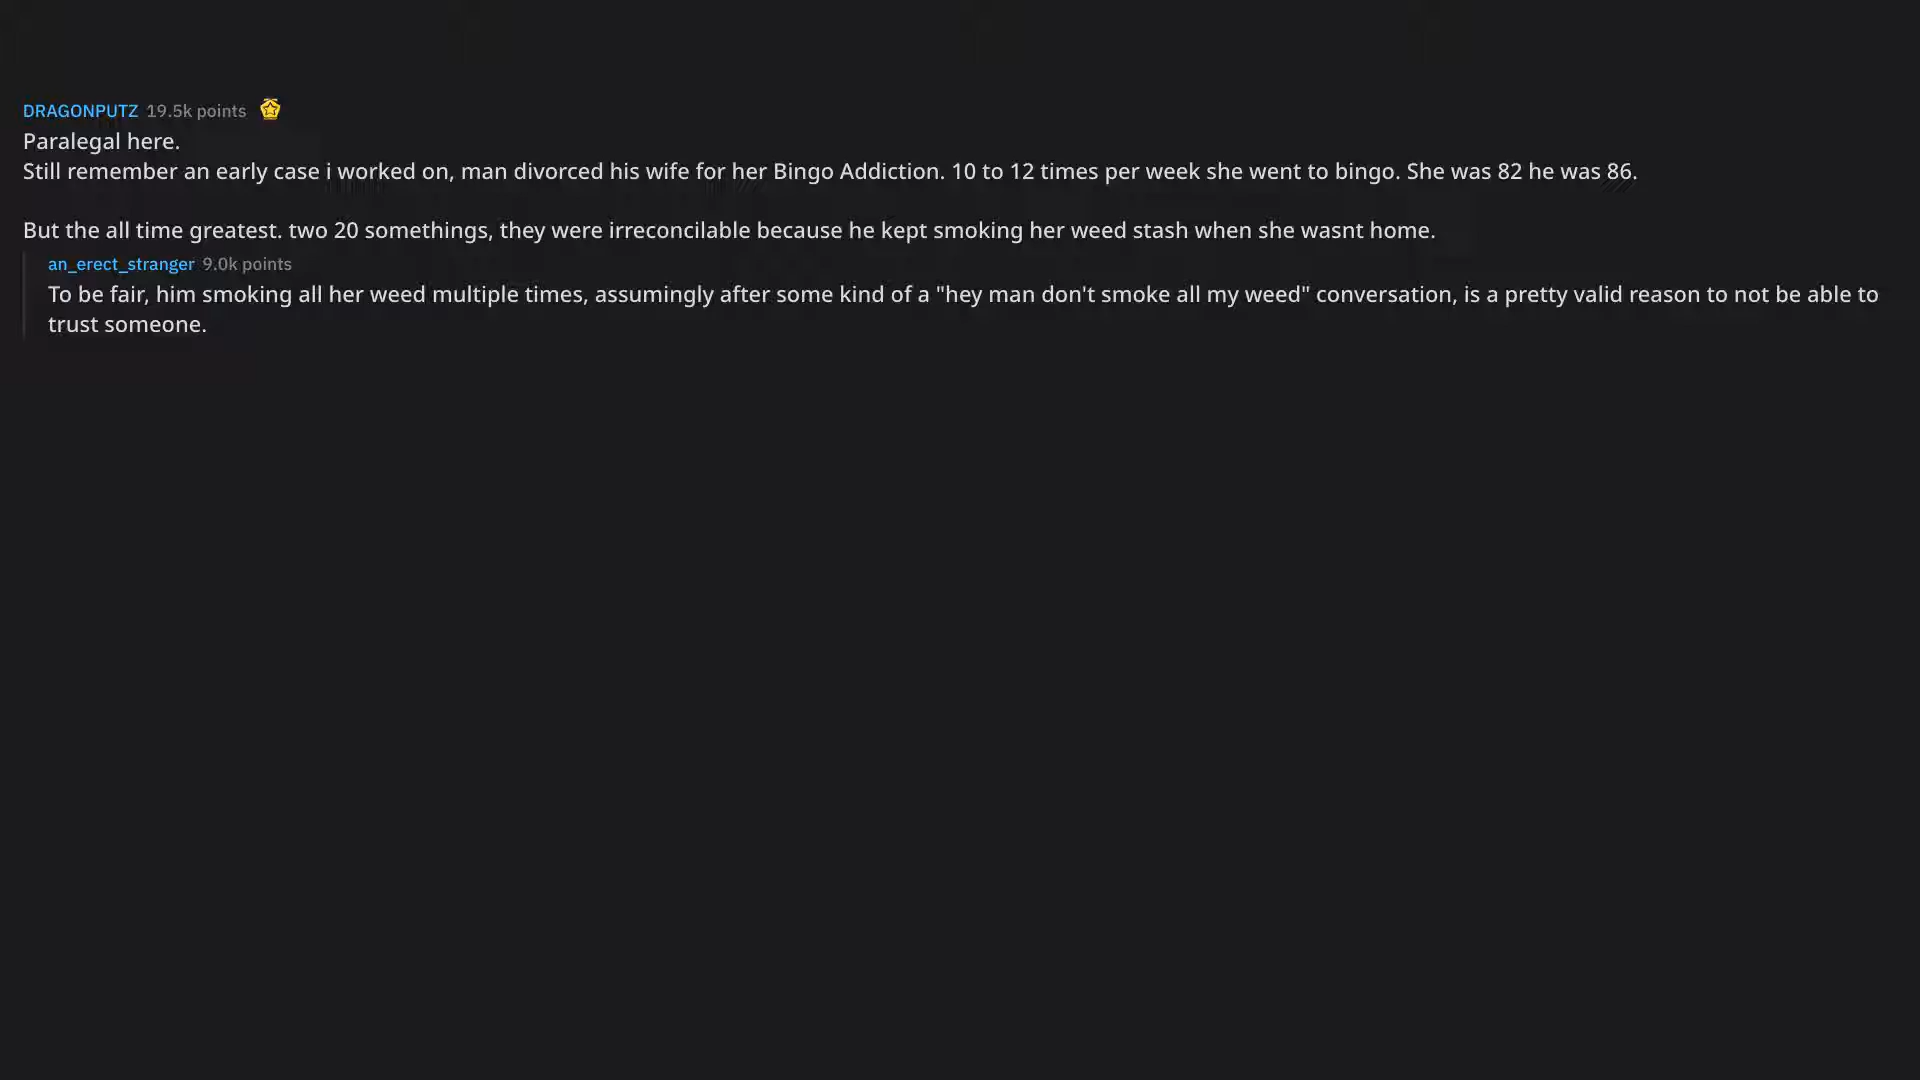 DRAGONPUTZ 19.5k points
Paralegal here.
Still remember an early case i worked on, man divorced his wife for her Bingo Addiction. 10 to 12 times per week she went to bingo. She was 82 he was 86.
But the all time greatest. two 20 somethings, they were irreconcilable because he kept smoking her weed stash when she wasnt home.
an_erect_stranger 9.0k points
To be fair, him smoking all her weed multiple times, assumingly after some kind of a "hey man don't smoke all my weed" conversation, is a pretty valid reason to not be able to
trust someone.